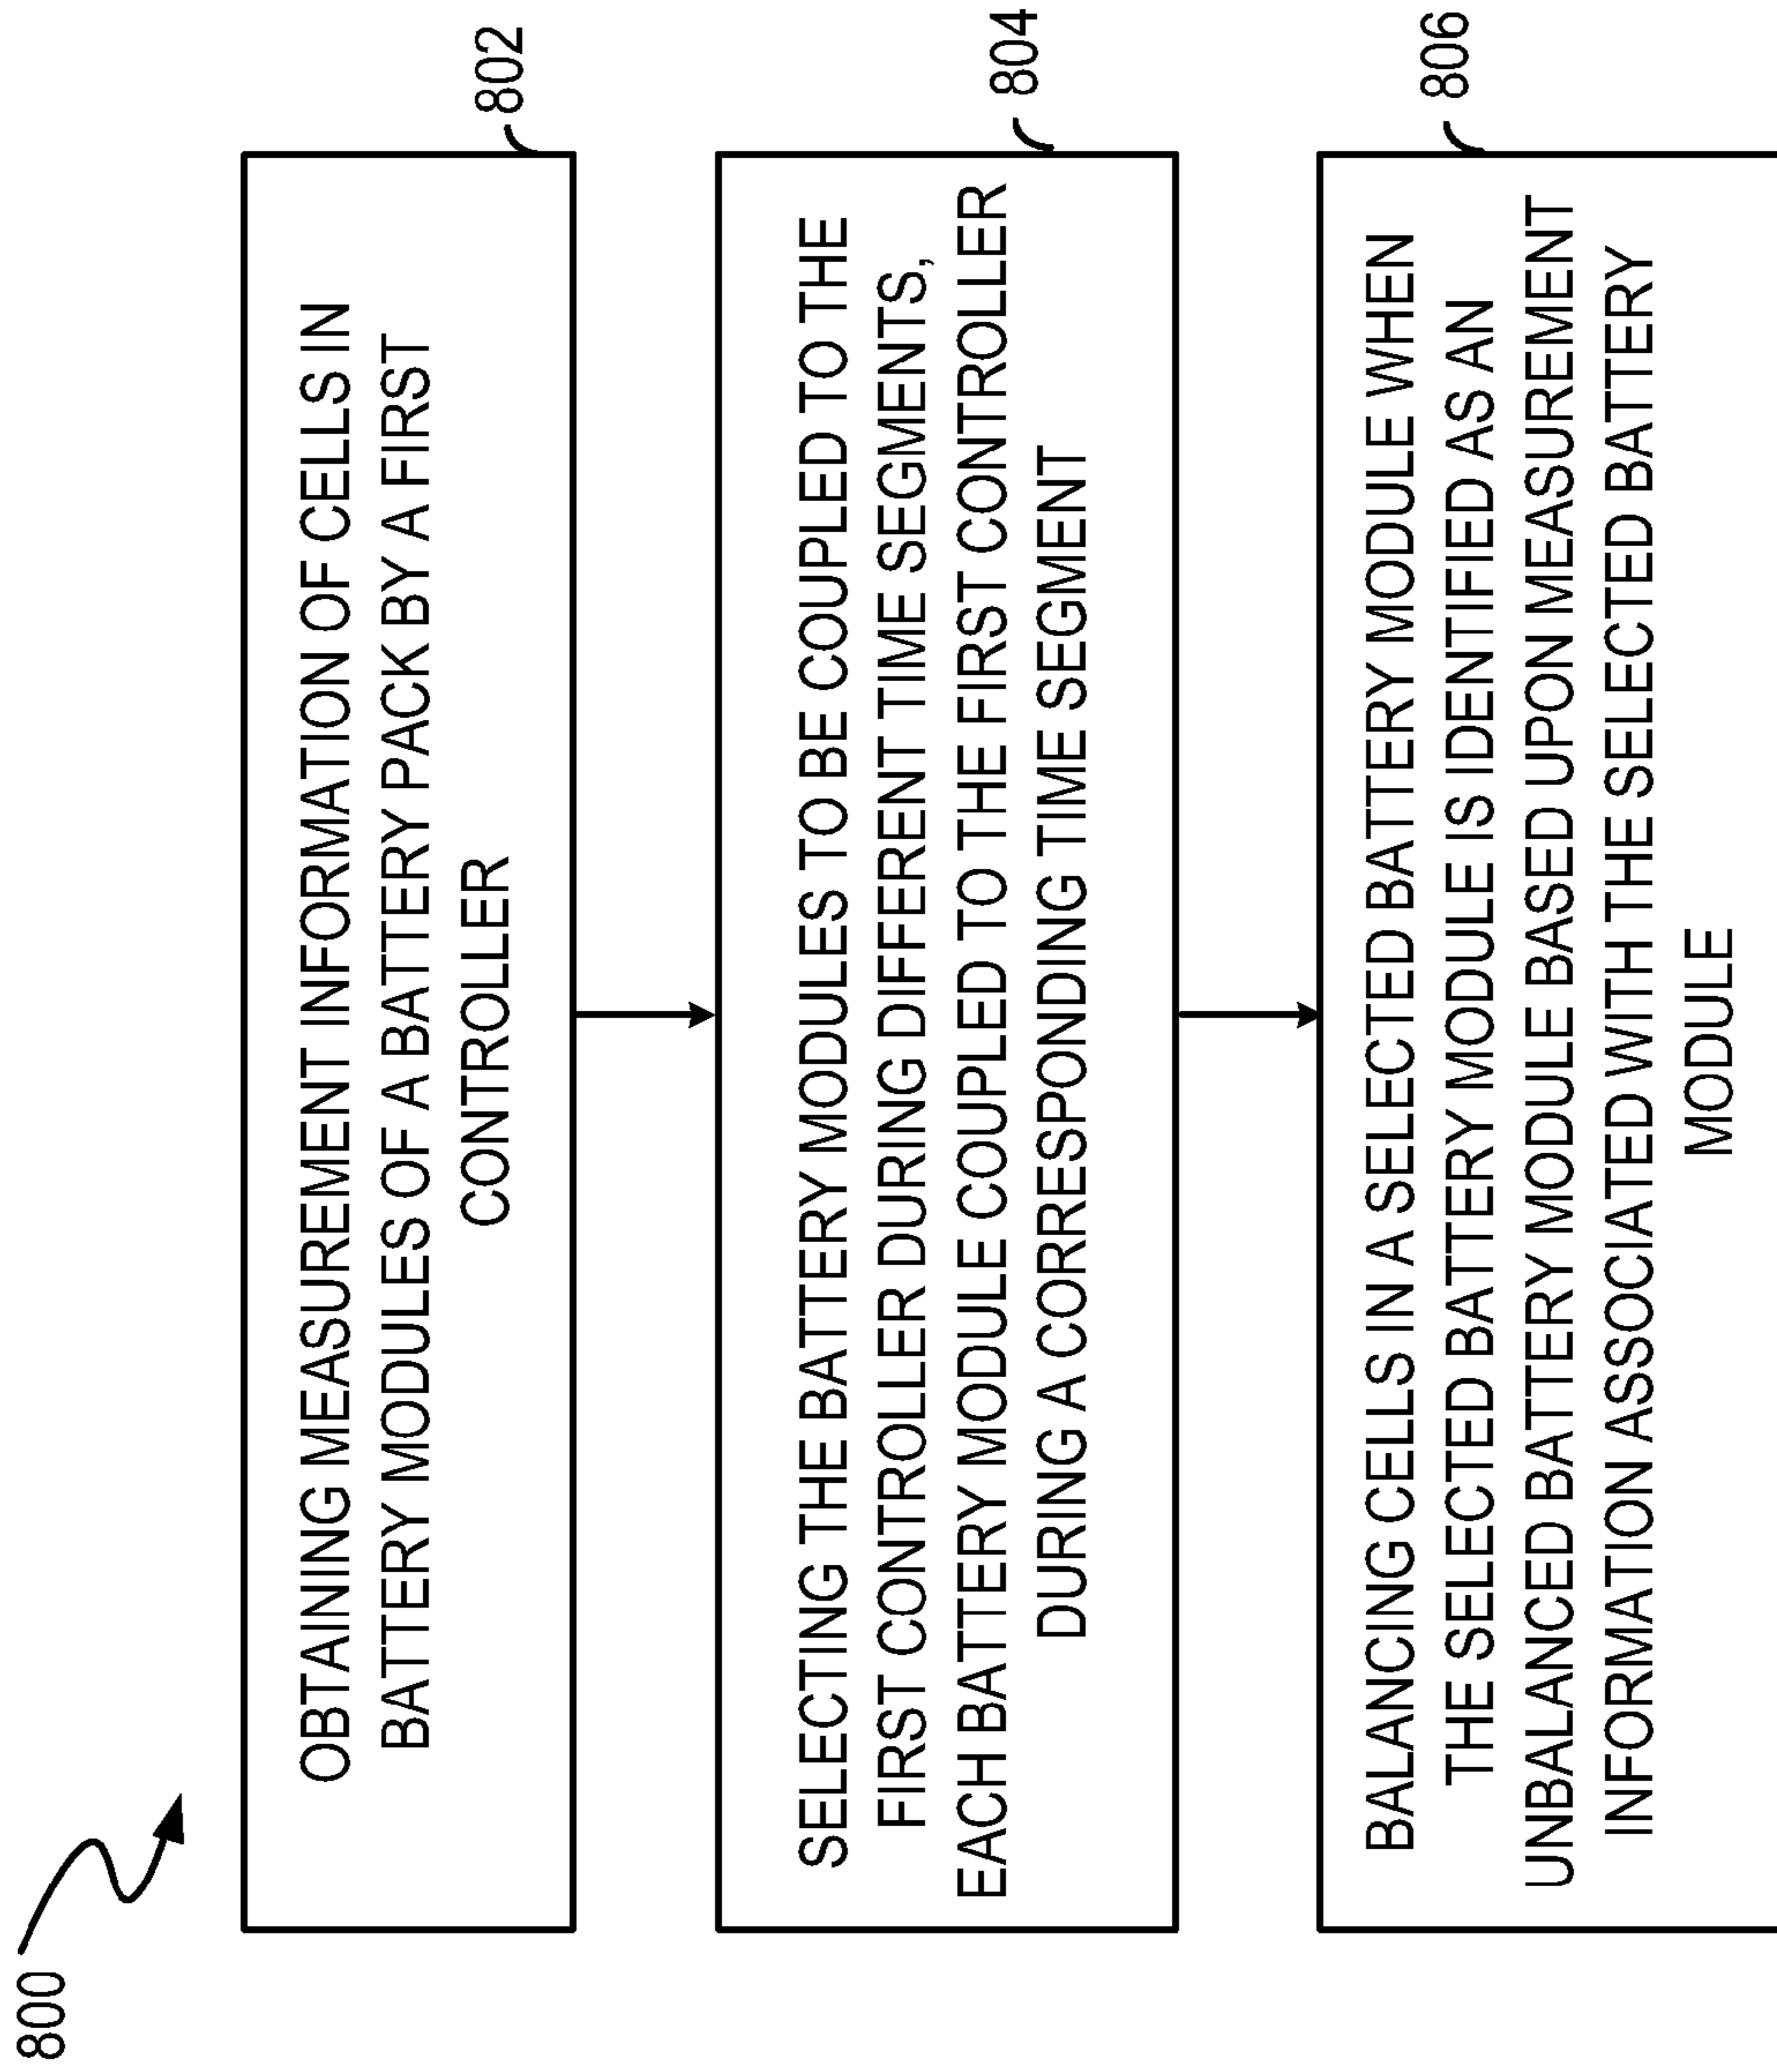 800
OBTAINING MEASUREMENT INFORMATION OF CELLS IN
BATTERY MODULES OF A BATTERY PACK BY A FIRST
CONTROLLER
802
SELECTING THE BATTERY MODULES TO BE COUPLED TO THE
FIRST CONTROLLER DURING DIFFERENT TIME SEGMENTS,
EACH BATTERY MODULE COUPLED TO THE FIRST CONTROLLER
DURING A CORRESPONDING TIME SEGMENT
804
BALANCING CELLS IN A SELECTED BATTERY MODULE WHEN
THE SELECTED BATTERY MODULE IS IDENTIFIED AS AN
UNBALANCED BATTERY MODULE BASED UPON MEASUREMENT
INFORMATION ASSOCIATED WITH THE SELECTED BATTERY
MODULE
806